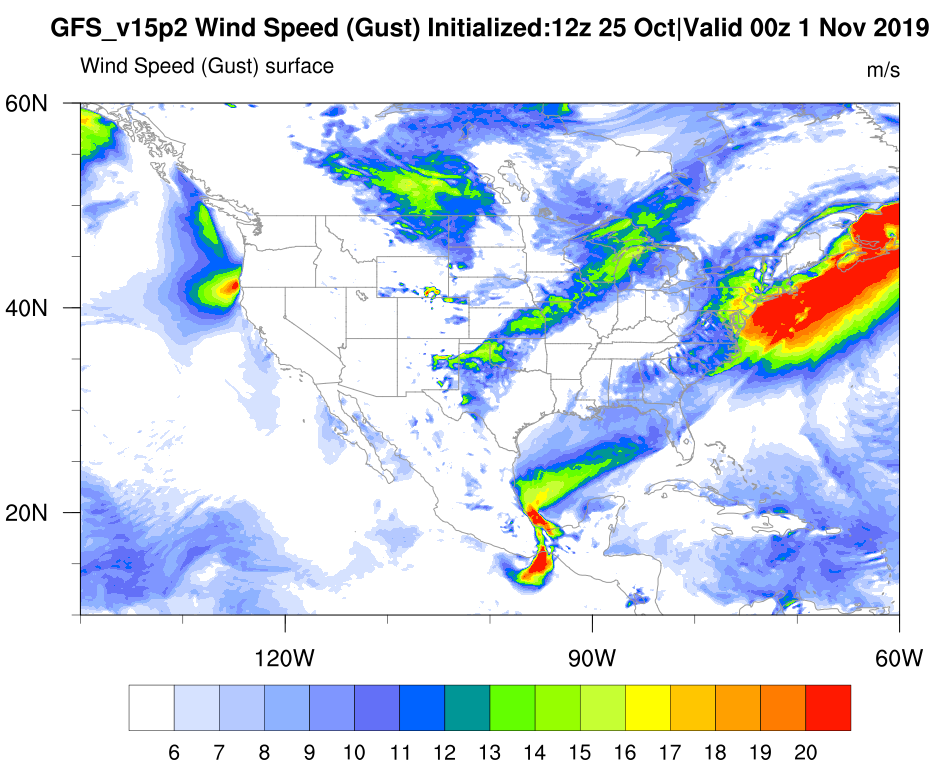 GFS_v15p2 Wind Speed (Gust) Initialized:12z 25 Oct|Valid 00z 1 Nov 2019
Wind Speed (Gust) surface
m/s
60N
40N
20N
120W 90W 60W
6 7 8 9 10 11 12 13 14 15 16 17 18 19 20